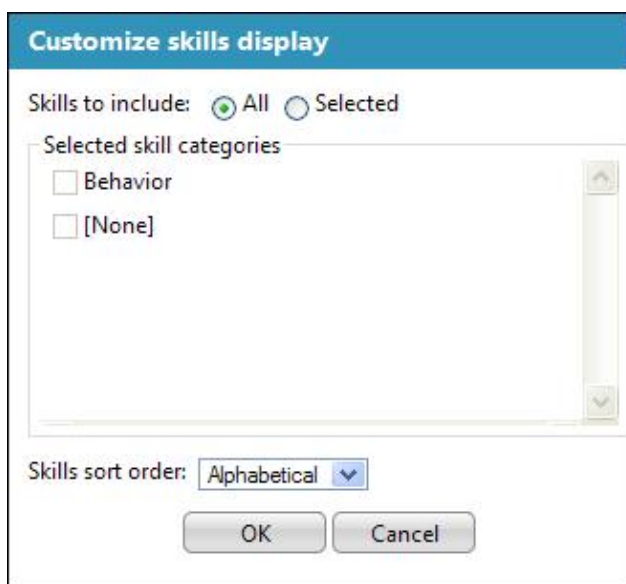 Customize skills display
Skills to include: All Selected
Selected skill categories
Behavior
[None]
Skills sort order: Alphabetical
OK Cancel